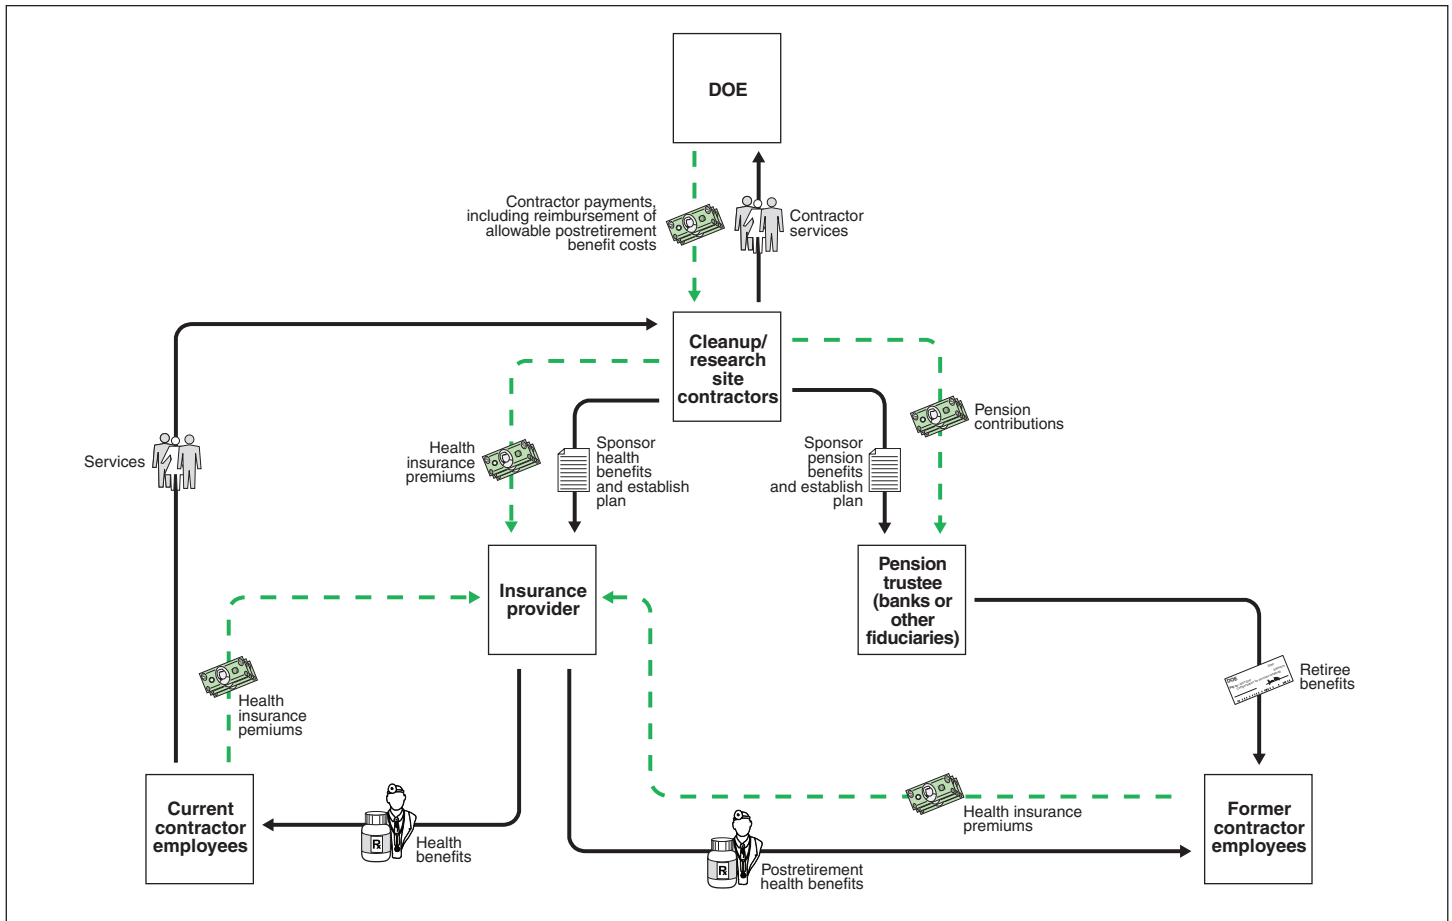 DOE
Contractor payments,
including reimbursement of
allowable postretirement
benefit costs
Contractor
services
Cleanup/
research
site
contractors
Services
Health
insurance
premiums
Sponsor
health
benefits
and establish
plan
Sponsor
pension
benefits
and establish
plan
Pension
contributions
Insurance
provider
Pension
trustee
(banks or
other
fiduciaries)
Health
insurance
pemiums
DOE
Retiree
benefits
Current
contractor
employees
Rx
Health
benefits
Health insurance
premiums
Rx
Postretirement
health benefits
Former
contractor
employees